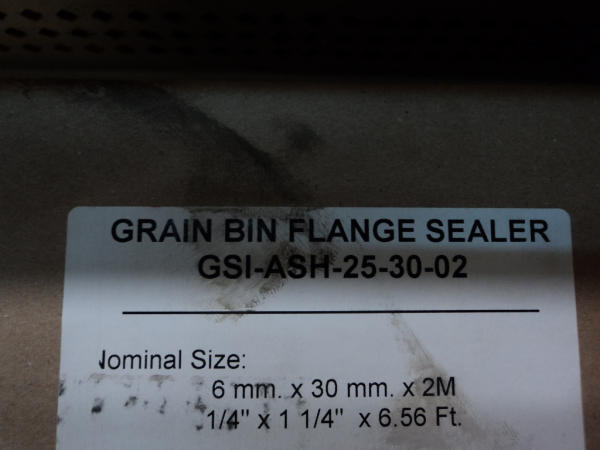 GRAIN BIN FLANGE SEALER
GSI-ASH-25-30-02
Nominal Size:
6 mm. x 30 mm. x 2M
1/4" x 1 1/4" x 6.56 Ft.